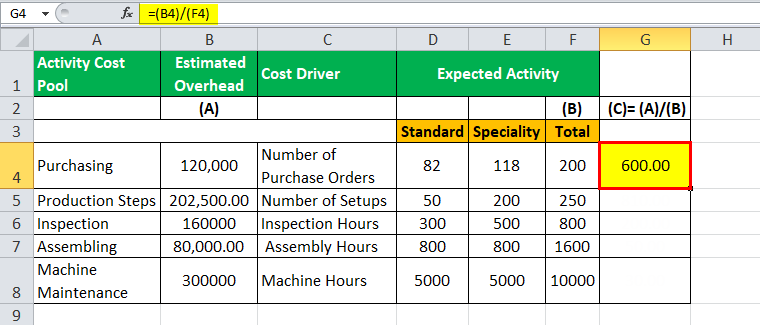 G4 fx =(B4)/(F4)
A B C D E F G H
1 Activity Cost Pool Estimated Overhead Cost Driver Expected Activity
2 (A) (B) (C)= (A)/(B)
3 Standard Speciality Total
4 Purchasing 120,000 Number of Purchase Orders 82 118 200 600.00
5 Production Steps 202,500.00 Number of Setups 50 200 250
6 Inspection 160000 Inspection Hours 300 500 800
7 Assembling 80,000.00 Assembly Hours 800 800 1600
8 Machine Maintenance 300000 Machine Hours 5000 5000 10000
9